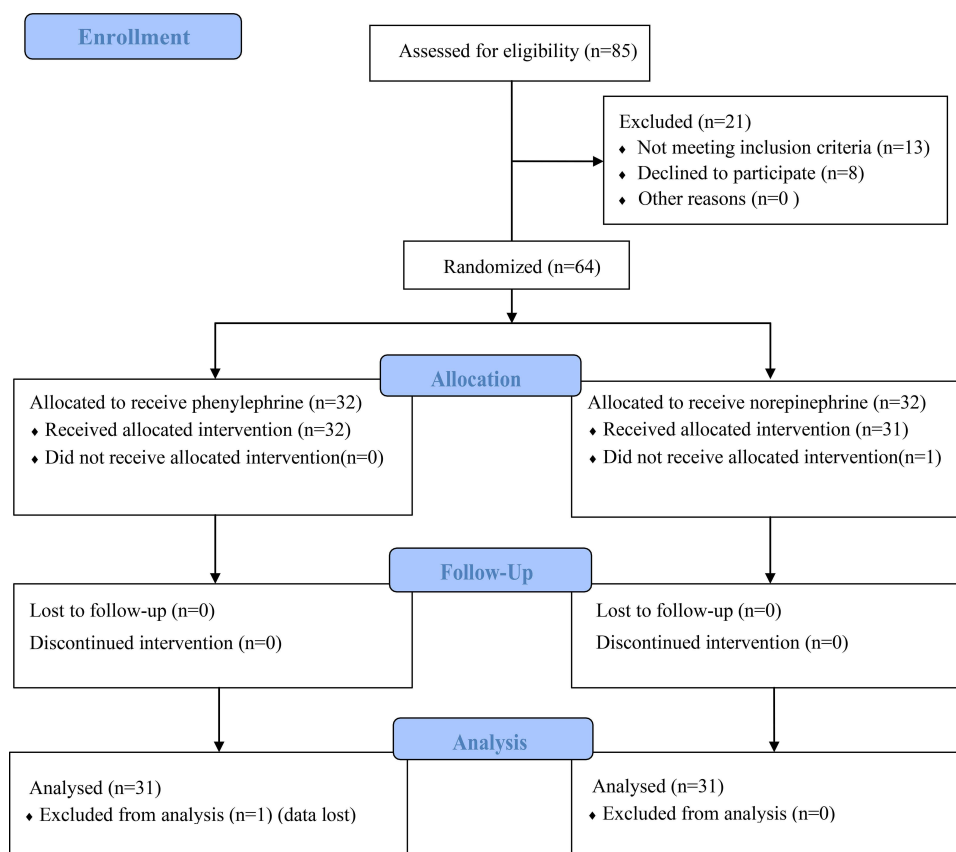 Enrollment
Assessed for eligibility (n=85)
Excluded (n=21)
♦ Not meeting inclusion criteria (n=13)
♦ Declined to participate (n=8)
♦ Other reasons (n=0 )
Randomized (n=64)
Allocation
Allocated to receive phenylephrine (n=32)
♦ Received allocated intervention (n=32)
♦ Did not receive allocated intervention(n=0)
Allocated to receive norepinephrine (n=32)
♦ Received allocated intervention (n=31)
♦ Did not receive allocated intervention(n=1)
Follow-Up
Lost to follow-up (n=0)
Discontinued intervention (n=0)
Lost to follow-up (n=0)
Discontinued intervention (n=0)
Analysis
Analysed (n=31)
♦ Excluded from analysis (n=1) (data lost)
Analysed (n=31)
♦ Excluded from analysis (n=0)